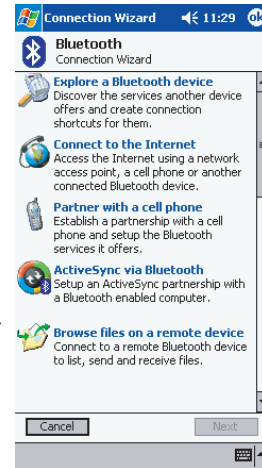 Connection Wizard 11:29 ok
Bluetooth
Connection Wizard
Explore a Bluetooth device
Discover the services another device
offers and create connection
shortcuts for them.
Connect to the Internet
Access the Internet using a network
access point, a cell phone or another
connected Bluetooth device.
Partner with a cell phone
Establish a partnership with a cell
phone and setup the Bluetooth
services it offers.
ActiveSync via Bluetooth
Setup an ActiveSync partnership with
a Bluetooth enabled computer.
Browse files on a remote device
Connect to a remote Bluetooth device
to list, send and receive files.
Cancel Next